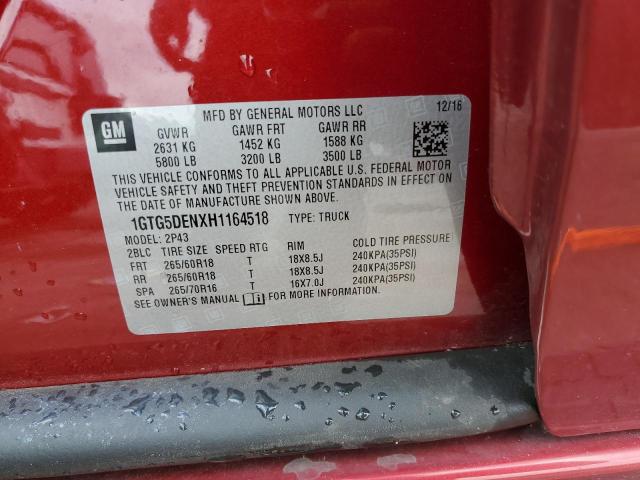 MFD BY GENERAL MOTORS LLC 12/16
GM
GVWR GAWR FRT GAWR RR
2631 KG 1452 KG 1588 KG
5800 LB 3200 LB 3500 LB
THIS VEHICLE CONFORMS TO ALL APPLICABLE U.S. FEDERAL MOTOR
VEHICLE SAFETY AND THEFT PREVENTION STANDARDS IN EFFECT ON
THE DATE OF MANUFACTURE SHOWN ABOVE.
1GTG5DENXH1164518 TYPE: TRUCK
MODEL: 2P43
2BLC TIRE SIZE SPEED RTG RIM COLD TIRE PRESSURE
FRT 265/60R18 T 18X8.5J 240KPA(35PSI)
RR 265/60R18 T 18X8.5J 240KPA(35PSI)
SPA 265/70R16 T 16X7.0J 240KPA(35PSI)
SEE OWNER'S MANUAL FOR MORE INFORMATION